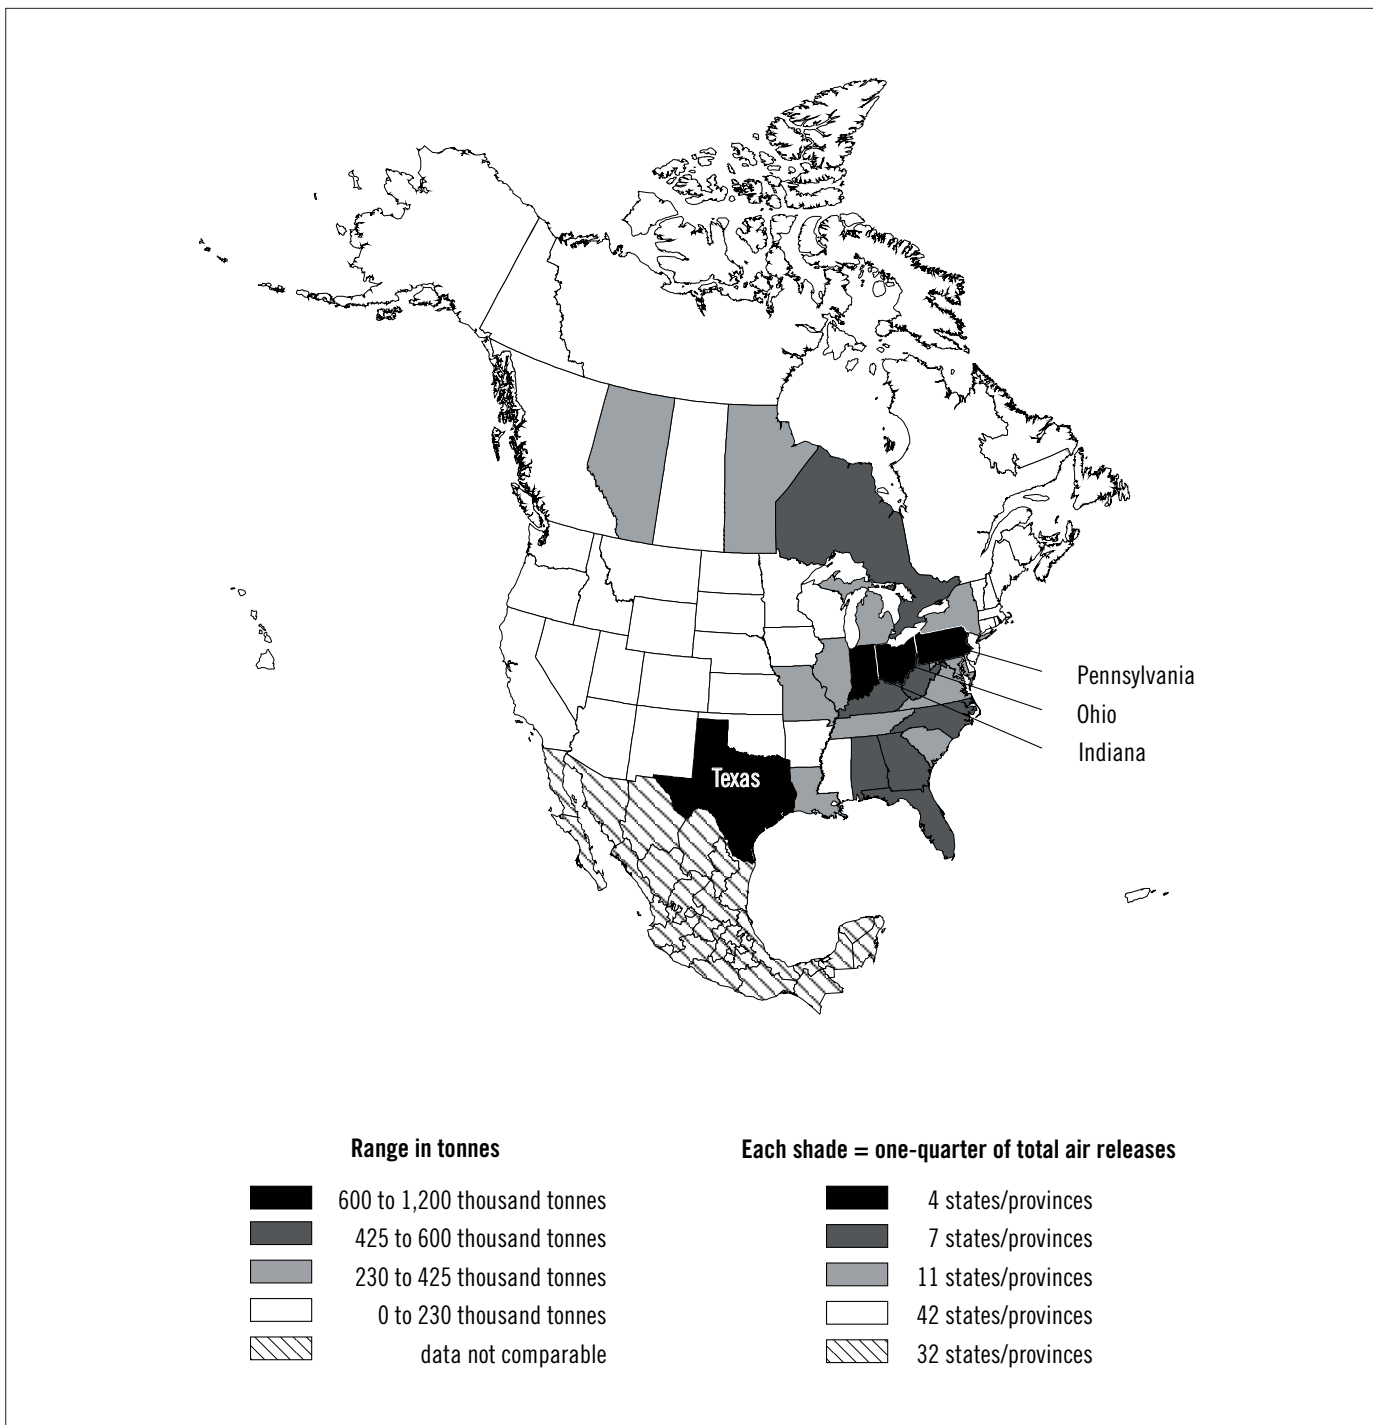 Pennsylvania
Ohio
Indiana
Texas
Range in tonnes
600 to 1,200 thousand tonnes
425 to 600 thousand tonnes
230 to 425 thousand tonnes
0 to 230 thousand tonnes
data not comparable
Each shade = one-quarter of total air releases
4 states/provinces
7 states/provinces
11 states/provinces
42 states/provinces
32 states/provinces